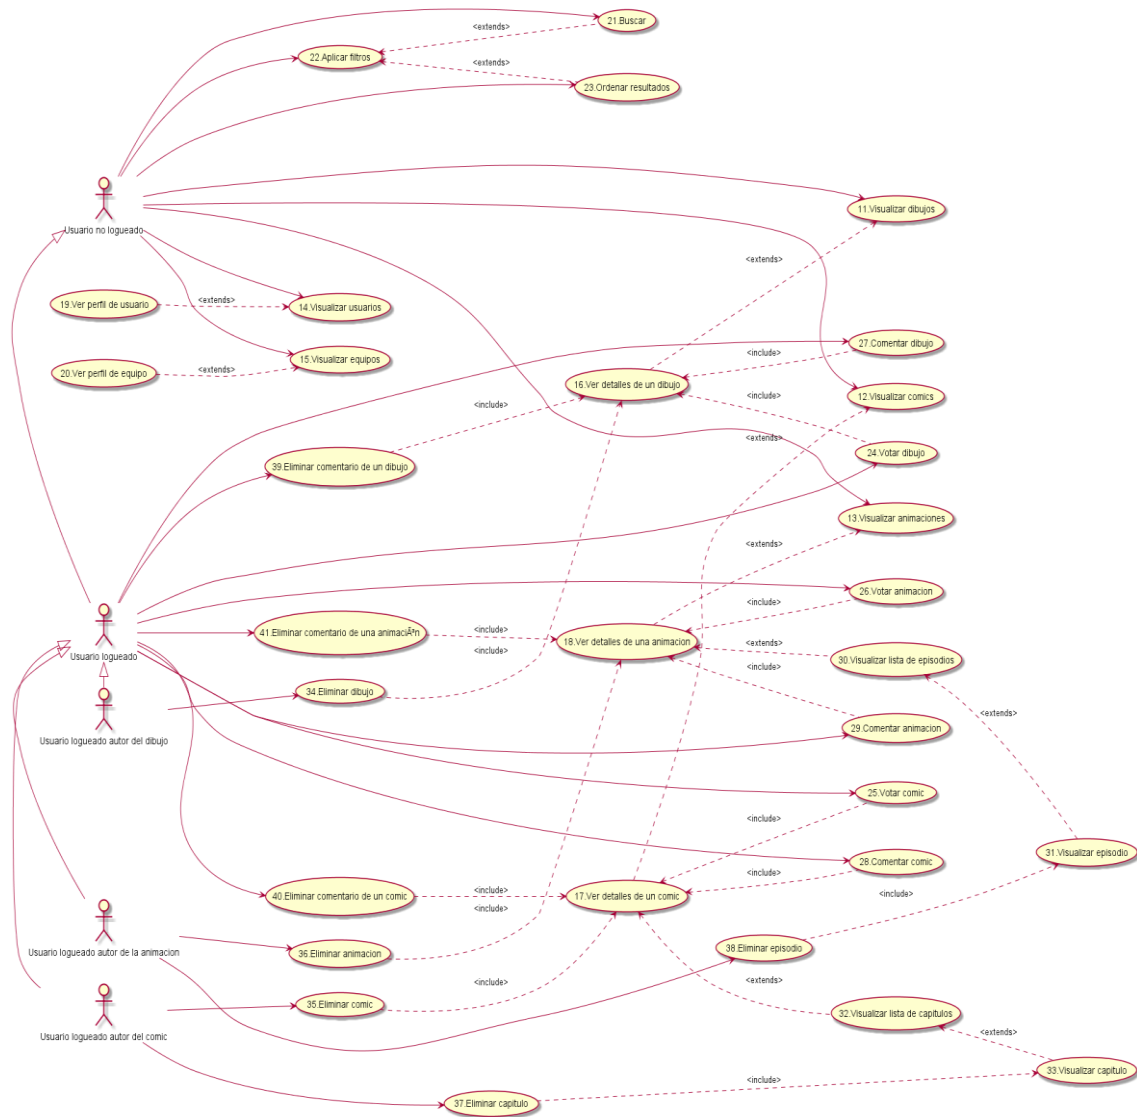 21.Buscar
<extends>
22.Aplicar filtros
<extends>
23.Ordenar resultados
11.Visualizar dibujos
Usuario no logueado
<extends>
19.Ver perfil de usuario
<extends>
14.Visualizar usuarios
27.Comentar dibujo
<include>
15.Visualizar equipos
20.Ver perfil de equipo
<extends>
16.Ver detalles de un dibujo
<include>
12.Visualizar comics
<include>
<extends>
24.Votar dibujo
39.Eliminar comentario de un dibujo
13.Visualizar animaciones
<extends>
26.Votar animacion
<include>
41.Eliminar comentario de una animaciÃ³n
<include>
18.Ver detalles de una animacion
<extends>
30.Visualizar lista de episodios
Usuario logueado
<include>
<include>
34.Eliminar dibujo
<extends>
29.Comentar animacion
Usuario logueado autor del dibujo
25.Votar comic
<include>
31.Visualizar episodio
28.Comentar comic
<include>
40.Eliminar comentario de un comic
<include>
17.Ver detalles de un comic
<include>
<include>
38.Eliminar episodio
Usuario logueado autor de la animacion
36.Eliminar animacion
<include>
<extends>
35.Eliminar comic
32.Visualizar lista de capitulos
Usuario logueado autor del comic
<extends>
33.Visualizar capitulo
<include>
37.Eliminar capitulo